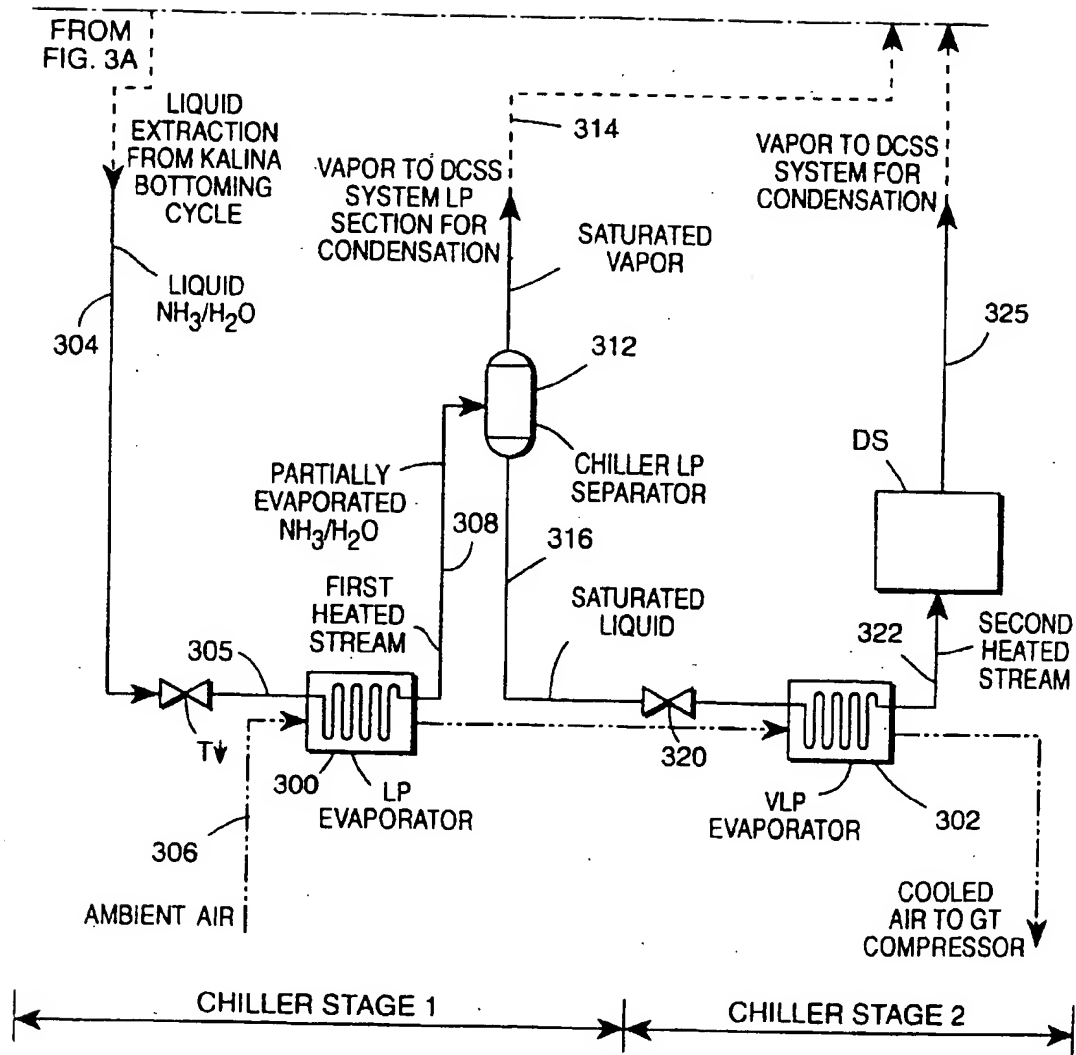 FROM
FIG. 3A
LIQUID
EXTRACTION
FROM KALINA
BOTTOMING
CYCLE
LIQUID
NH3/H2O
304
VAPOR TO DCSS
SYSTEM LP
SECTION FOR
CONDENSATION
314
SATURATED
VAPOR
VAPOR TO DCSS
SYSTEM FOR
CONDENSATION
325
312
CHILLER LP
SEPARATOR
DS
PARTIALLY
EVAPORATED
NH3/H2O
308
316
FIRST
HEATED
STREAM
SATURATED
LIQUID
322
SECOND
HEATED
STREAM
305
T↓
300
LP
EVAPORATOR
320
VLP
EVAPORATOR
302
306
AMBIENT AIR
COOLED
AIR TO GT
COMPRESSOR
CHILLER STAGE 1
CHILLER STAGE 2